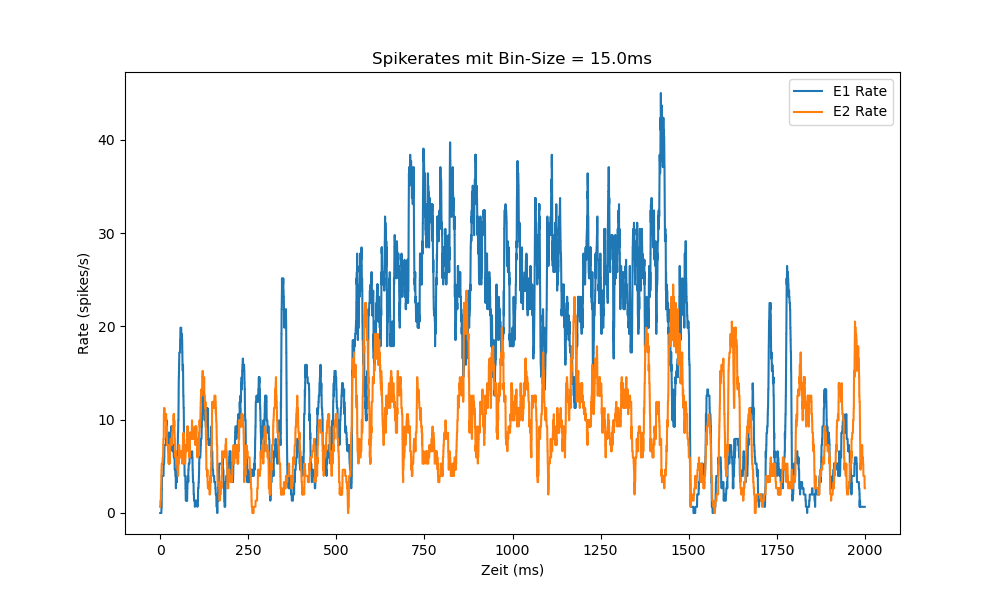 Spikerates mit Bin-Size = 15.0ms
E1 Rate
E2 Rate
Rate (spikes/s)
40
30
20
10
0
0 250 500 750 1000 1250 1500 1750 2000
Zeit (ms)